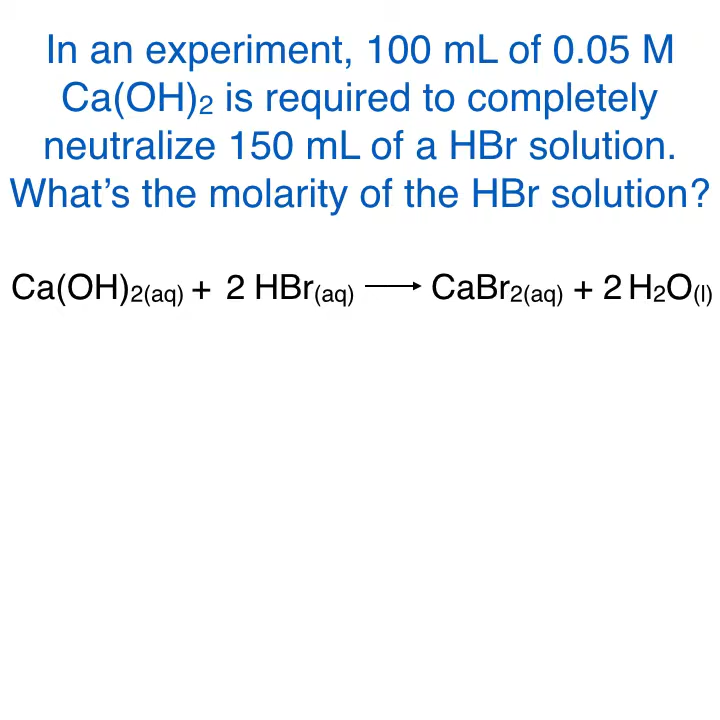 In an experiment, 100 mL of 0.05 M
Ca(OH)₂ is required to completely
neutralize 150 mL of a HBr solution.
What’s the molarity of the HBr solution?
Ca(OH)₂(aq) + 2 HBr(aq) ⟶ CaBr₂(aq) + 2 H₂O(l)